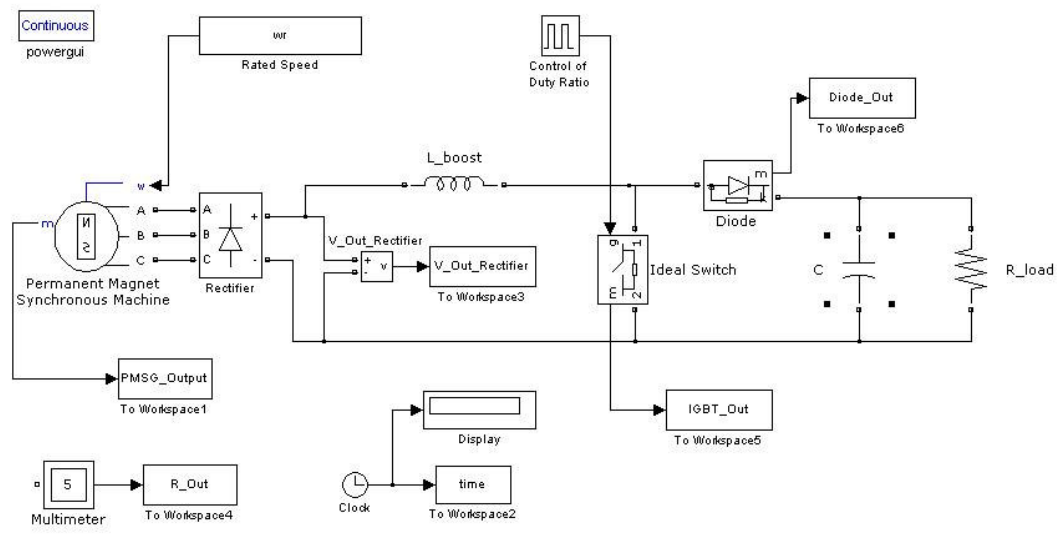 Continuous
powergui
wr
Rated Speed
Control of
Duty Ratio
Diode_Out
To Workspace6
L_boost
m
k
Diode
w
m
A
B
C
N
S
A
B
C
+
-
Permanent Magnet
Synchronous Machine
Rectifier
V_Out_Rectifier
+
-
v
V_Out_Rectifier
To Workspace3
g
1
m
2
Ideal Switch
C
R_load
PMSG_Output
To Workspace1
IGBT_Out
To Workspace5
Display
5
Multimeter
R_Out
To Workspace4
Clock
time
To Workspace2